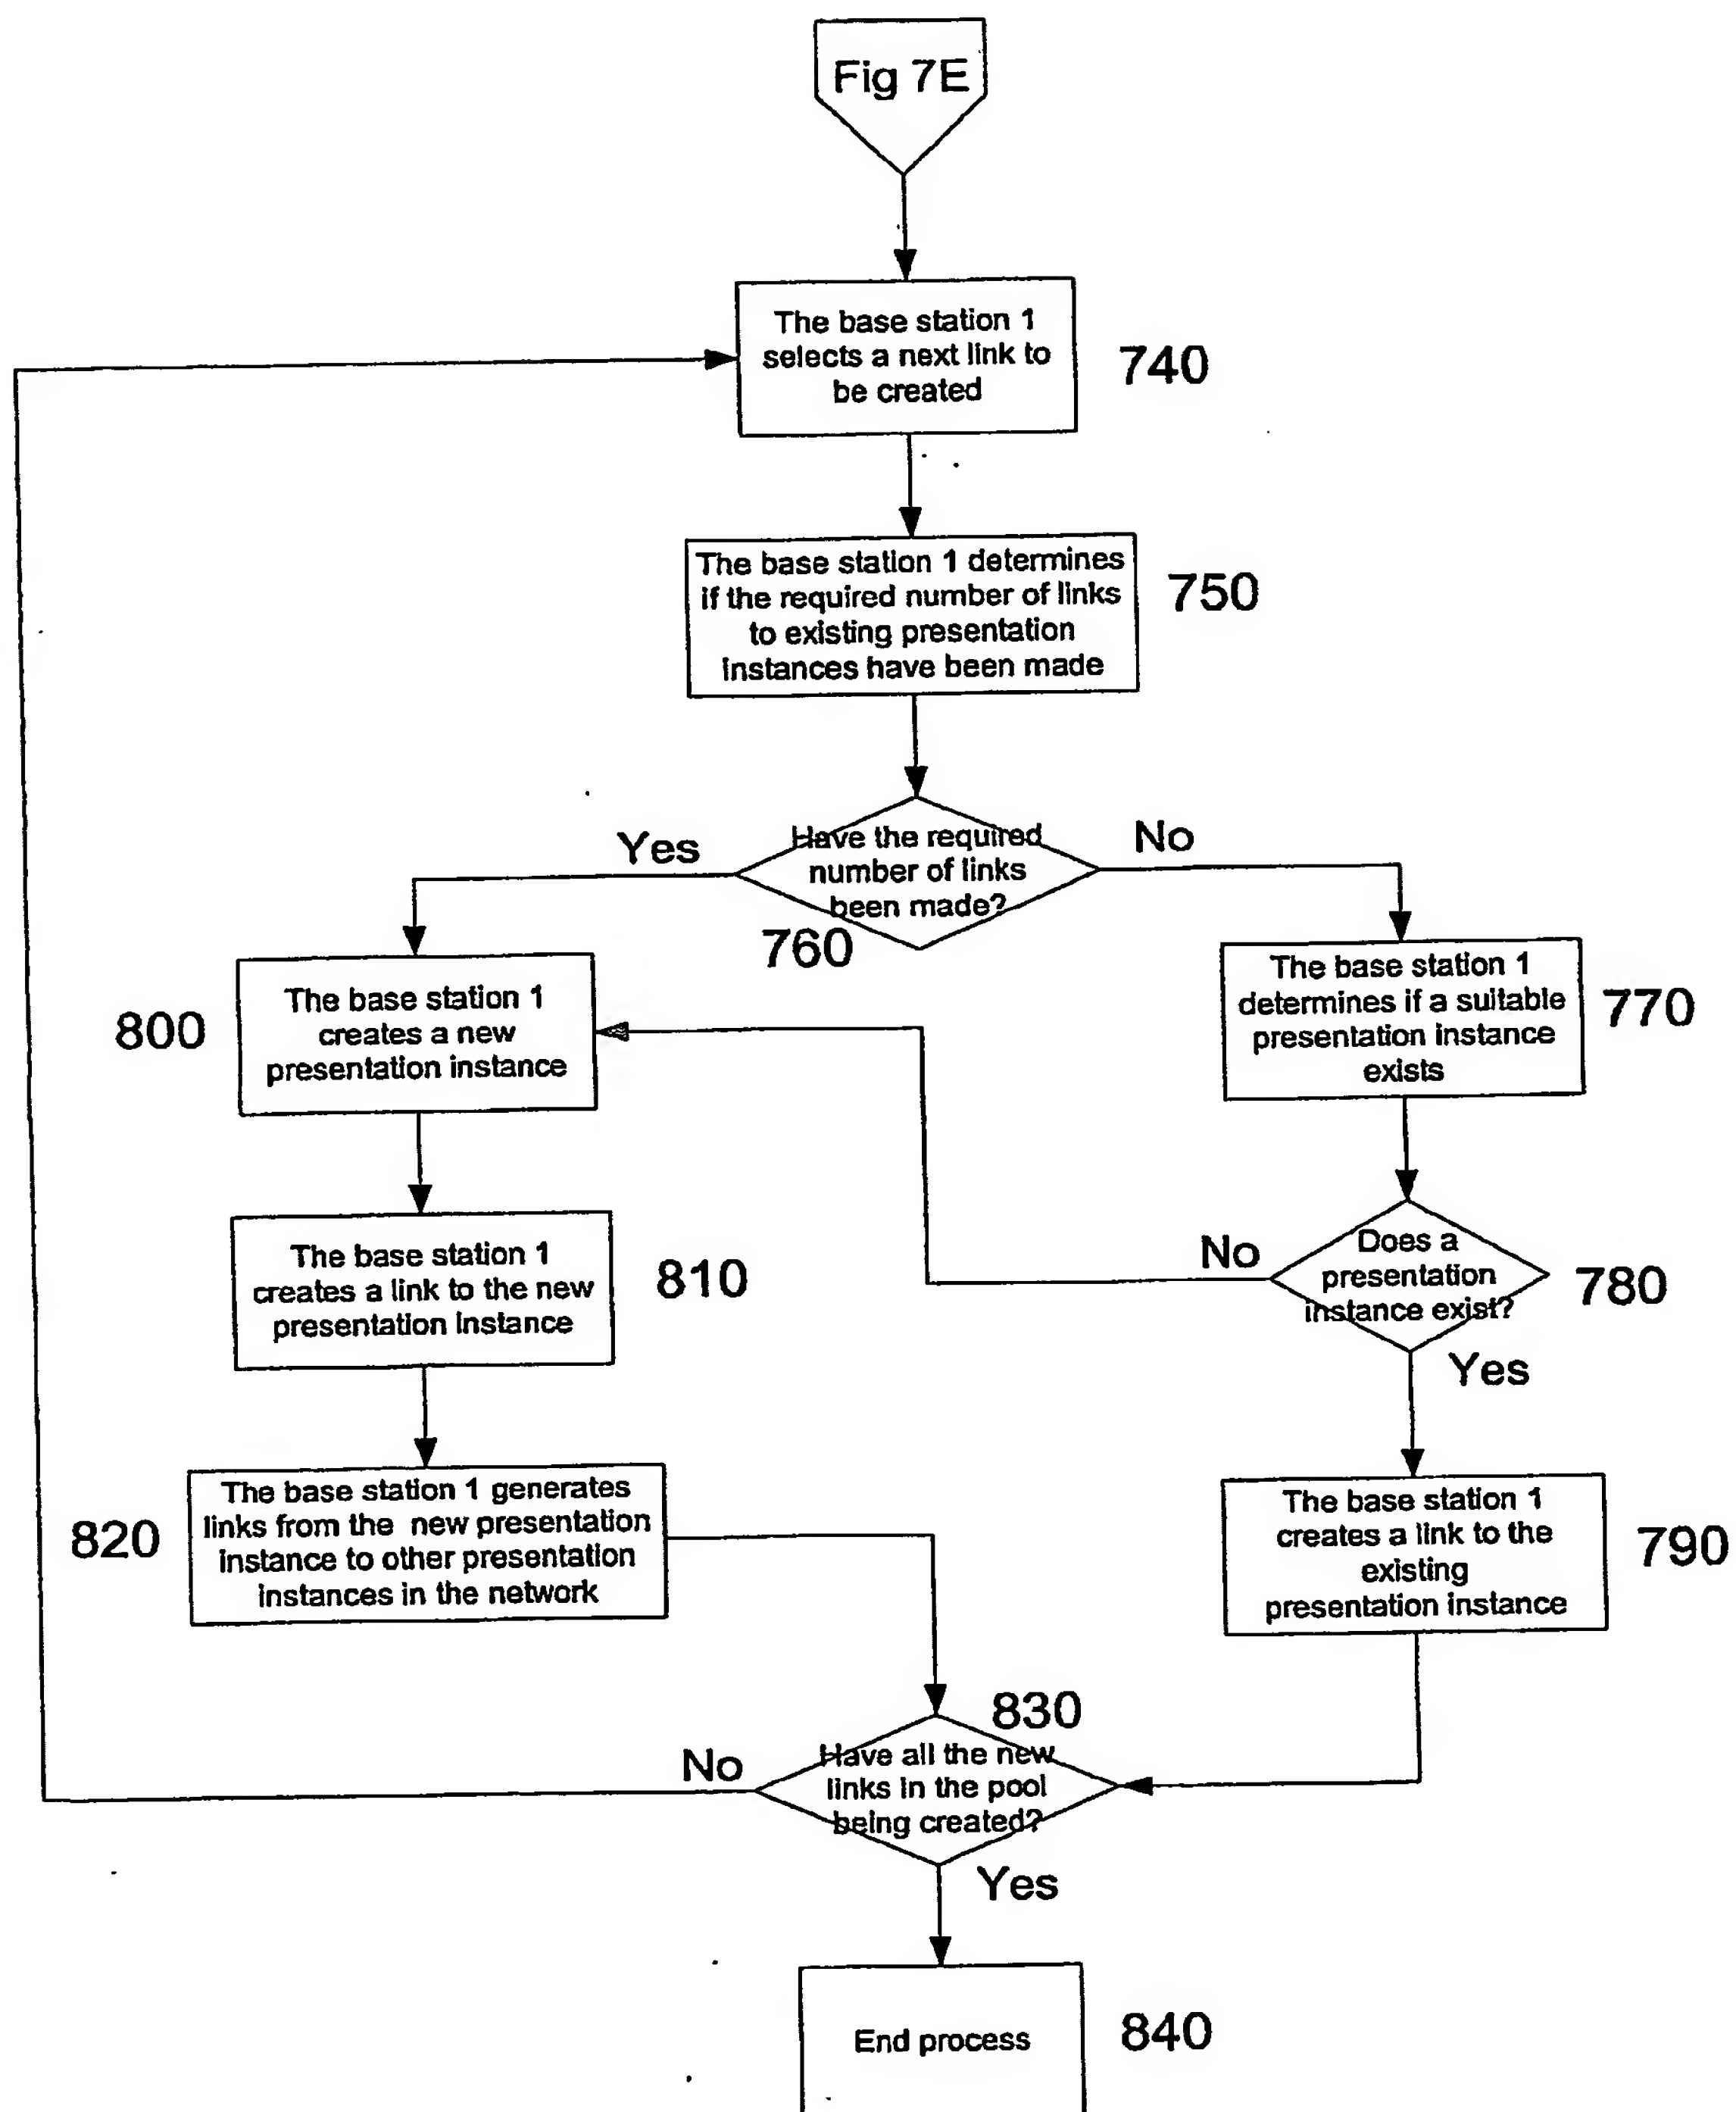 Fig 7E
The base station 1
selects a next link to
be created
740
The base station 1 determines
if the required number of links
to existing presentation
instances have been made
750
Yes
Have the required
number of links
been made?
No
760
The base station 1
creates a new
presentation instance
800
The base station 1
determines if a suitable
presentation instance
exists
770
The base station 1
creates a link to the new
presentation instance
810
No
Does a
presentation
instance exist?
780
Yes
The base station 1 generates
links from the new presentation
instance to other presentation
instances in the network
820
The base station 1
creates a link to the
existing
presentation instance
790
830
No
Have all the new
links in the pool
being created?
Yes
End process
840